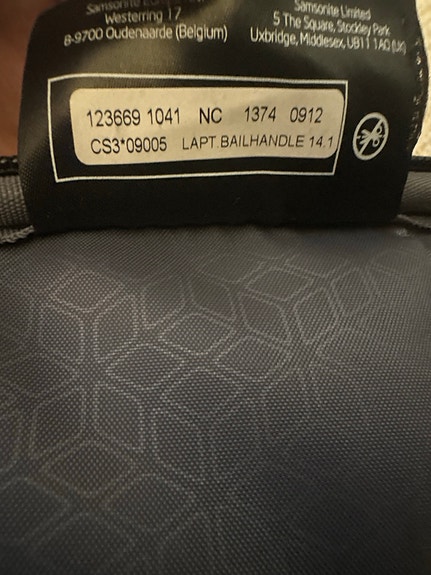 Samsonite
Westerring 17
B-9700 Oudenaarde (Belgium)
Samsonite Limited
5 The Square, Stockley Park
Uxbridge, Middlesex, UB11 1AD (UK)
123669 1041 NC 1374 0912
CS3*09005 LAPT.BAILHANDLE 14.1